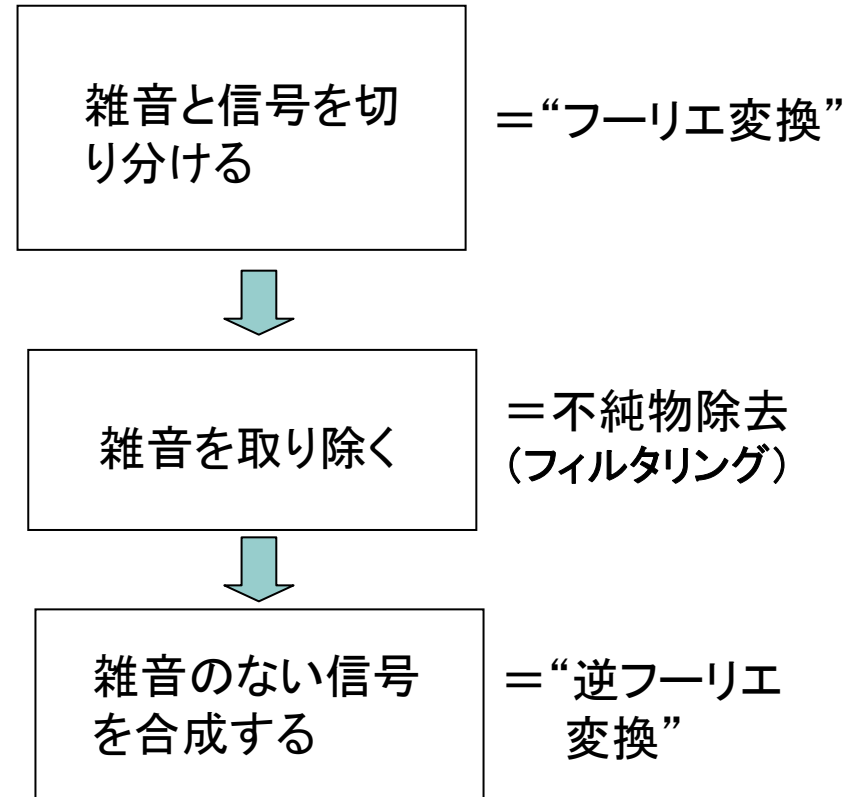 雑音と信号を切
り分ける
＝“フーリエ変換”
雑音を取り除く
＝不純物除去
（フィルタリング）
雑音のない信号
を合成する
＝“逆フーリエ
変換”